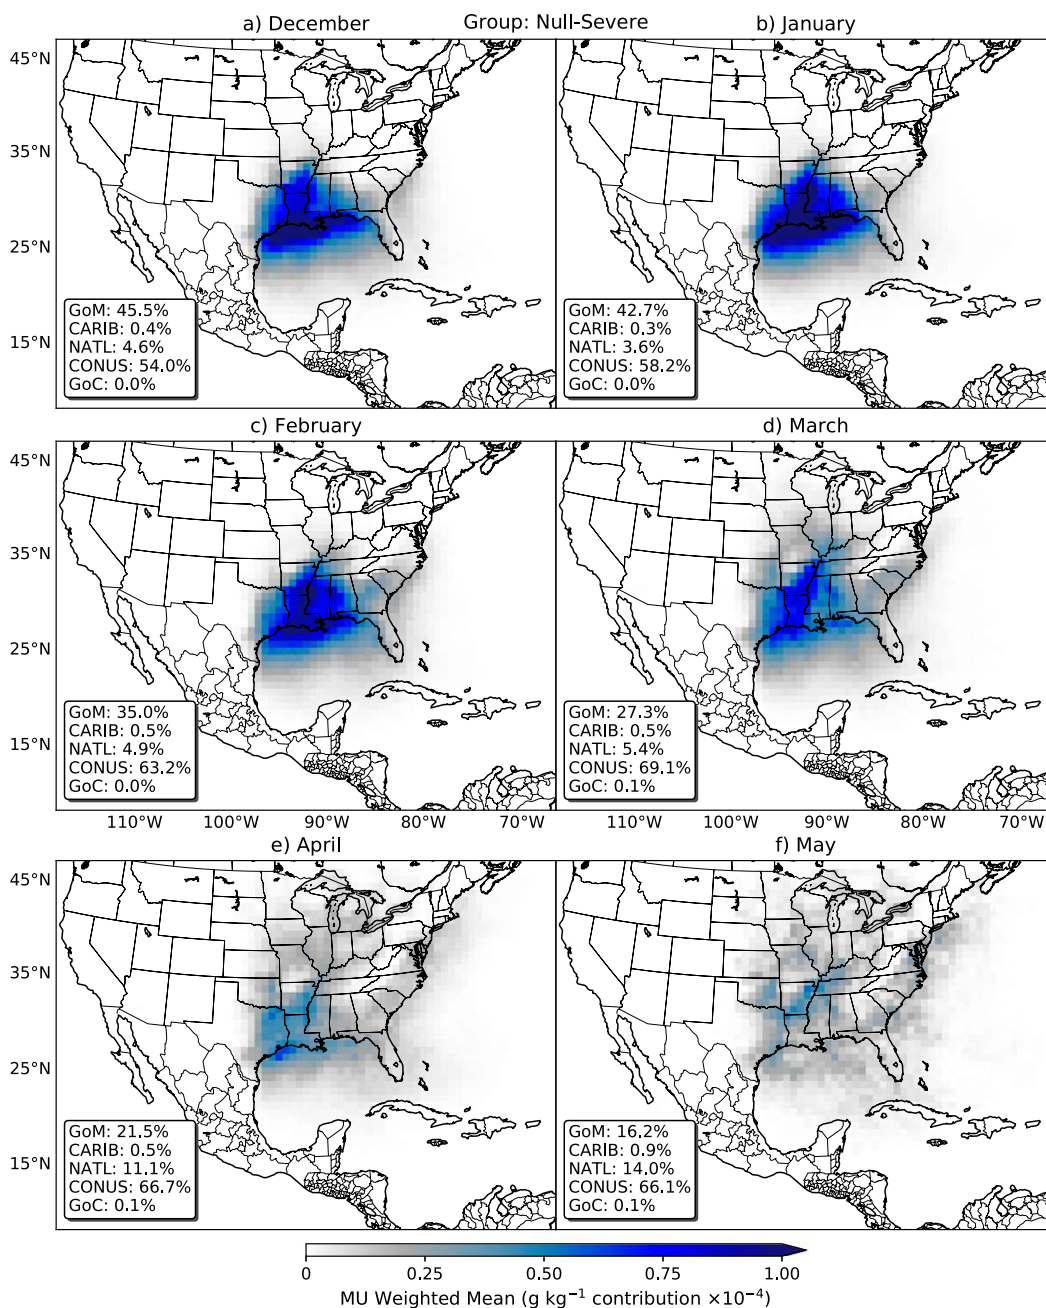 a) December
Group: Null-Severe
b) January
45°N
35°N
25°N
15°N
GoM: 45.5%
CARIB: 0.4%
NATL: 4.6%
CONUS: 54.0%
GoC: 0.0%
GoM: 42.7%
CARIB: 0.3%
NATL: 3.6%
CONUS: 58.2%
GoC: 0.0%
c) February
d) March
45°N
35°N
25°N
15°N
GoM: 35.0%
CARIB: 0.5%
NATL: 4.9%
CONUS: 63.2%
GoC: 0.0%
GoM: 27.3%
CARIB: 0.5%
NATL: 5.4%
CONUS: 69.1%
GoC: 0.1%
110°W 100°W 90°W 80°W 70°W
110°W 100°W 90°W 80°W 70°W
e) April
f) May
45°N
35°N
25°N
15°N
GoM: 21.5%
CARIB: 0.5%
NATL: 11.1%
CONUS: 66.7%
GoC: 0.1%
GoM: 16.2%
CARIB: 0.9%
NATL: 14.0%
CONUS: 66.1%
GoC: 0.1%
0 0.25 0.50 0.75 1.00
MU Weighted Mean (g kg⁻¹ contribution ×10⁻⁴)